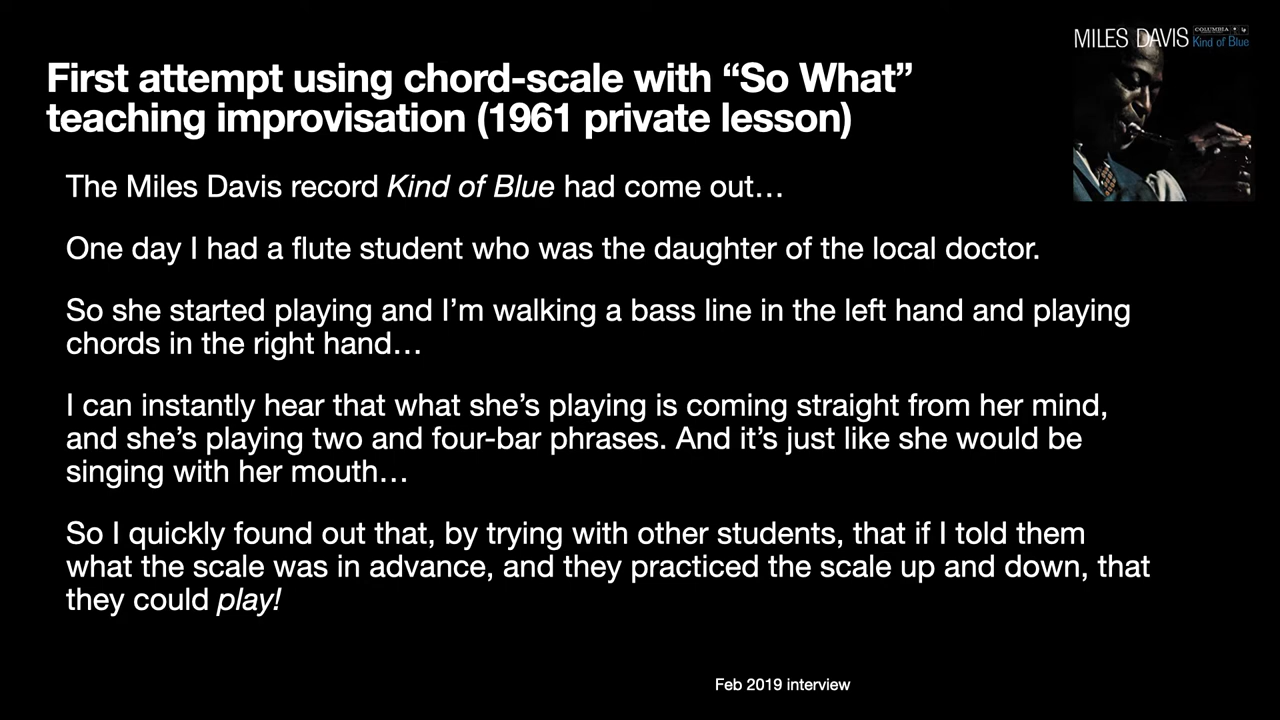 MILES DAVIS
COLUMBIA
Kind of Blue
First attempt using chord-scale with “So What”
teaching improvisation (1961 private lesson)
The Miles Davis record Kind of Blue had come out…
One day I had a flute student who was the daughter of the local doctor.
So she started playing and I’m walking a bass line in the left hand and playing
chords in the right hand…
I can instantly hear that what she’s playing is coming straight from her mind,
and she’s playing two and four-bar phrases. And it’s just like she would be
singing with her mouth…
So I quickly found out that, by trying with other students, that if I told them
what the scale was in advance, and they practiced the scale up and down, that
they could play!
Feb 2019 interview